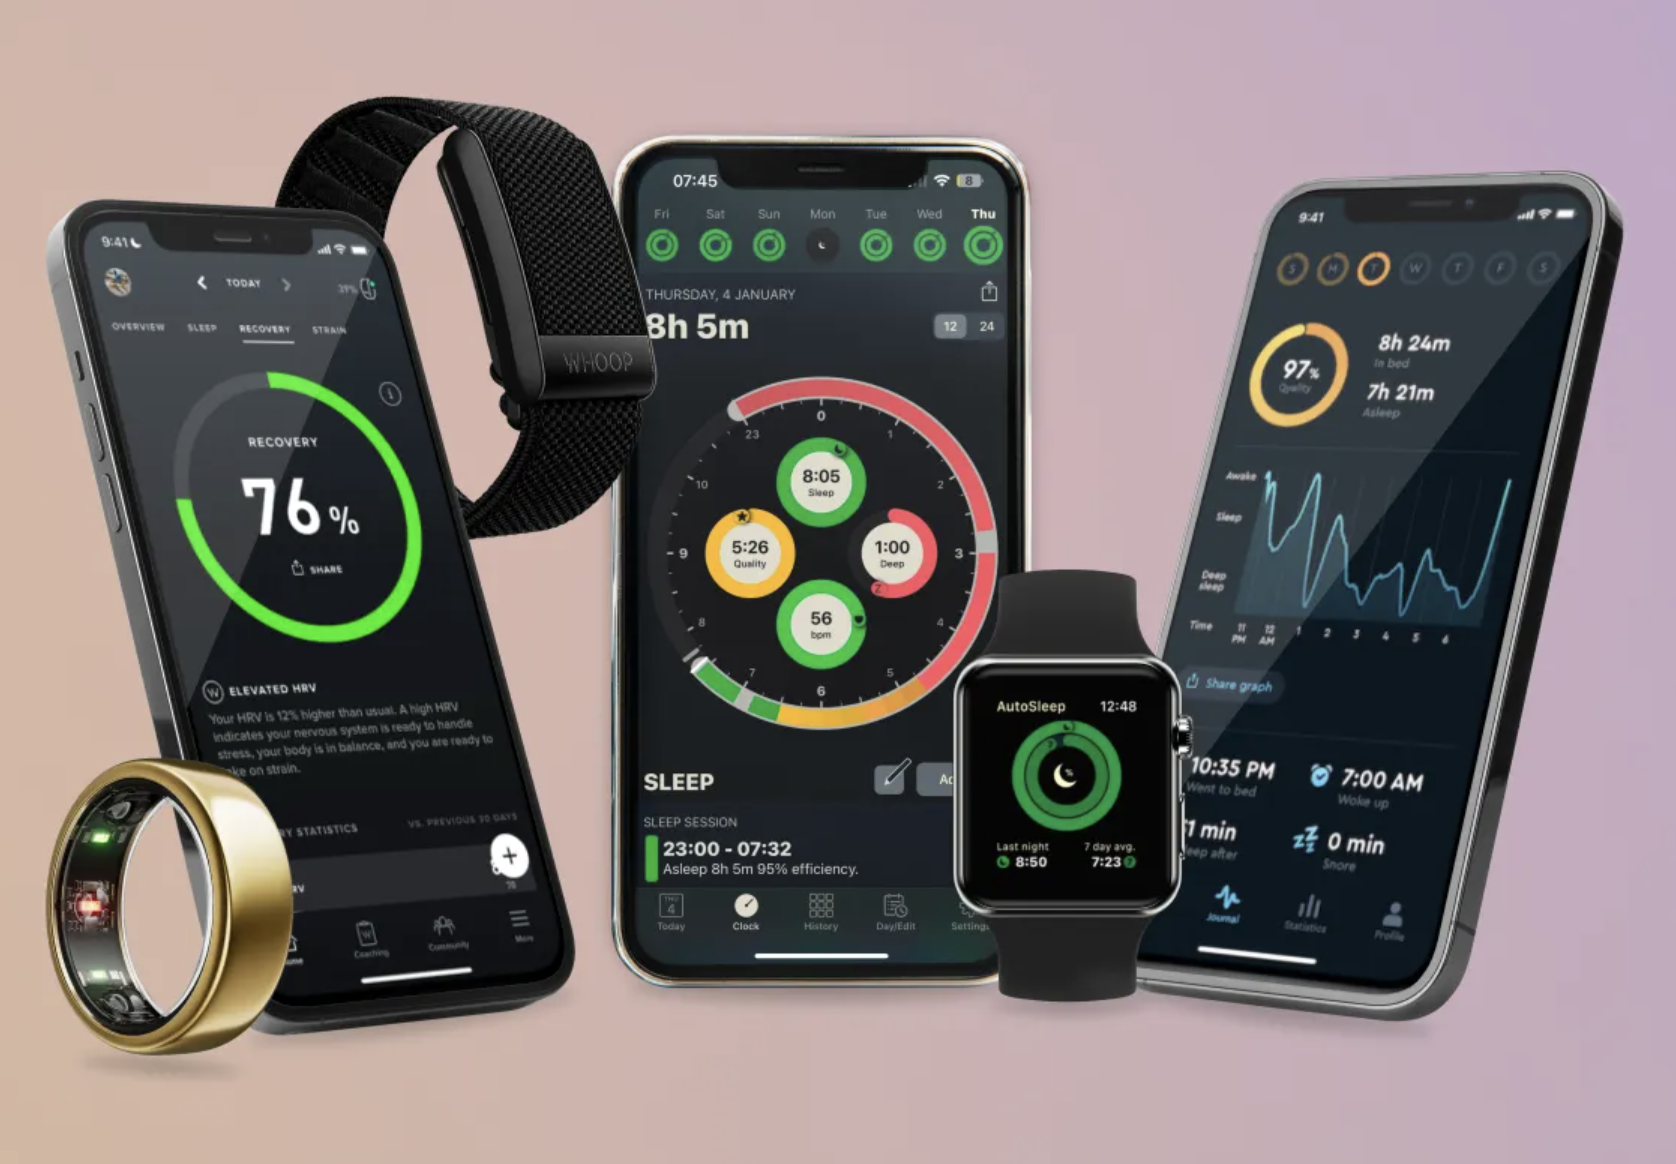 9:41
TODAY
39%
OVERVIEW SLEEP RECOVERY STRAIN
RECOVERY
76%
SHARE
W ELEVATED HRV
Your HRV is 12% higher than usual. A high HRV
indicates your nervous system is ready to handle
stress, your body is in balance, and you are ready to
ke on strain.
RY STATISTICS VS. PREVIOUS 30 DAYS
RV
+
ome Coaching Community More
WHOOP
07:45 8
Fri Sat Sun Mon Tue Wed Thu
THURSDAY, 4 JANUARY
8h 5m
12 24
0
23 1
10 2
9 3
8 4
7 5
6
8:05
Sleep
5:26
Quality
1:00
Deep
56
bpm
SLEEP
Ad
SLEEP SESSION
23:00 - 07:32
Asleep 8h 5m 95% efficiency.
THU
4
Today Clock History Day/Edit Settings
AutoSleep 12:48
Last night 7 day avg.
8:50 7:23
9:41
S M T W T F S
97%
Quality
8h 24m
In bed
7h 21m
Asleep
Awake
Sleep
Deep
sleep
Time 11 PM 12 AM 1 2 3 4 5 6
Share graph
10:35 PM
Went to bed
7:00 AM
Woke up
1 min
eep after
0 min
Snore
Journal Statistics Profile